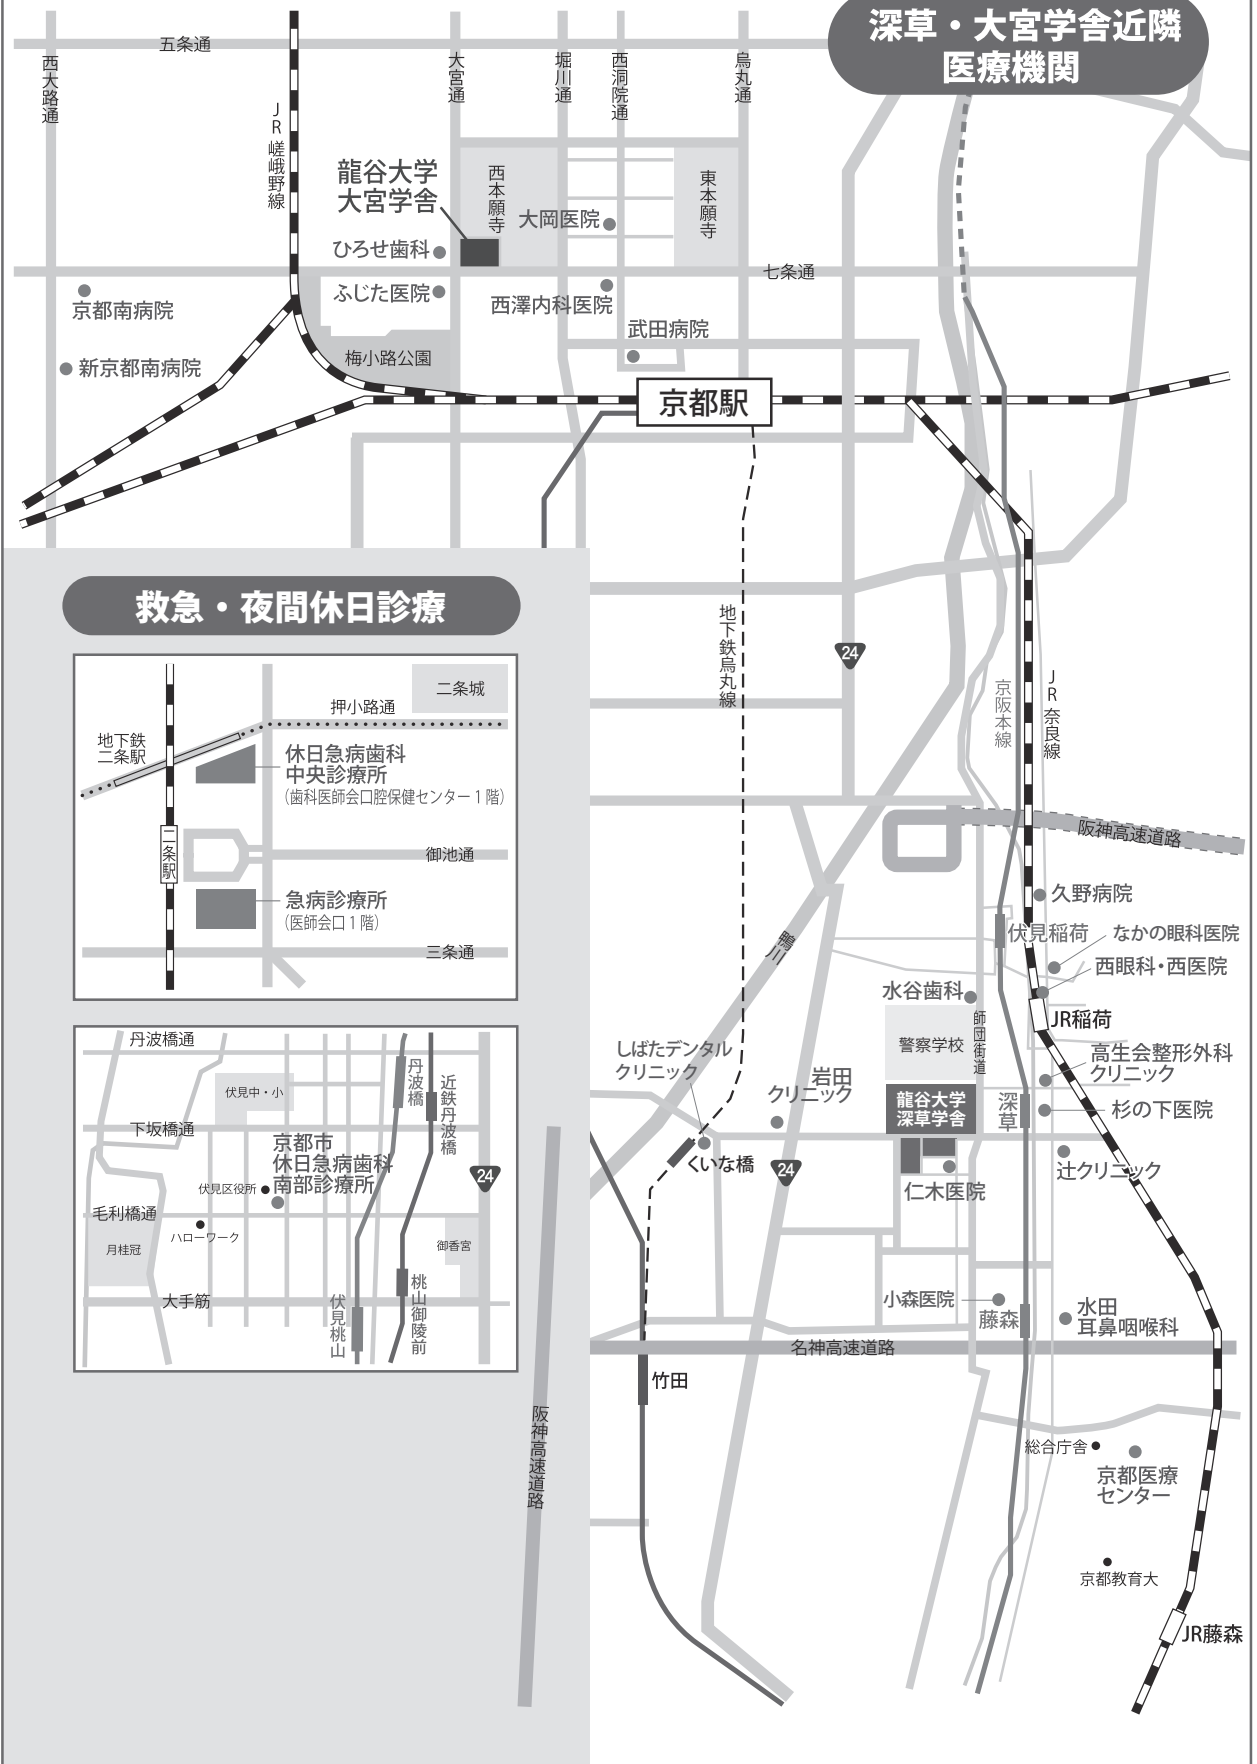 深草・大宮学舎近隣
医療機関
五条通
西大路通
JR嵯峨野線
大宮通
堀川通
西洞院通
烏丸通
龍谷大学
大宮学舎
西本願寺
東本願寺
大岡医院
ひろせ歯科
七条通
ふじた医院
西澤内科医院
京都南病院
武田病院
新京都南病院
梅小路公園
京都駅
地下鉄烏丸線
24
京阪本線
JR奈良線
阪神高速道路
久野病院
伏見稲荷
なかの眼科医院
鴨川
西眼科・西医院
水谷歯科
師団街道
JR稲荷
警察学校
しばたデンタル
クリニック
高生会整形外科
クリニック
岩田
クリニック
龍谷大学
深草学舎
深草
杉の下医院
くいな橋
24
辻クリニック
仁木医院
小森医院
藤森
水田
耳鼻咽喉科
名神高速道路
竹田
阪神高速道路
総合庁舎
京都医療
センター
京都教育大
JR藤森
救急・夜間休日診療
二条城
押小路通
地下鉄
二条駅
休日急病歯科
中央診療所
(歯科医師会口腔保健センター1階)
二条駅
御池通
急病診療所
(医師会口1階)
三条通
丹波橋通
丹波橋
近鉄丹波橋
伏見中・小
下坂橋通
京都市
休日急病歯科
南部診療所
24
伏見区役所
毛利橋通
ハローワーク
月桂冠
御香宮
大手筋
伏見桃山
桃山御陵前